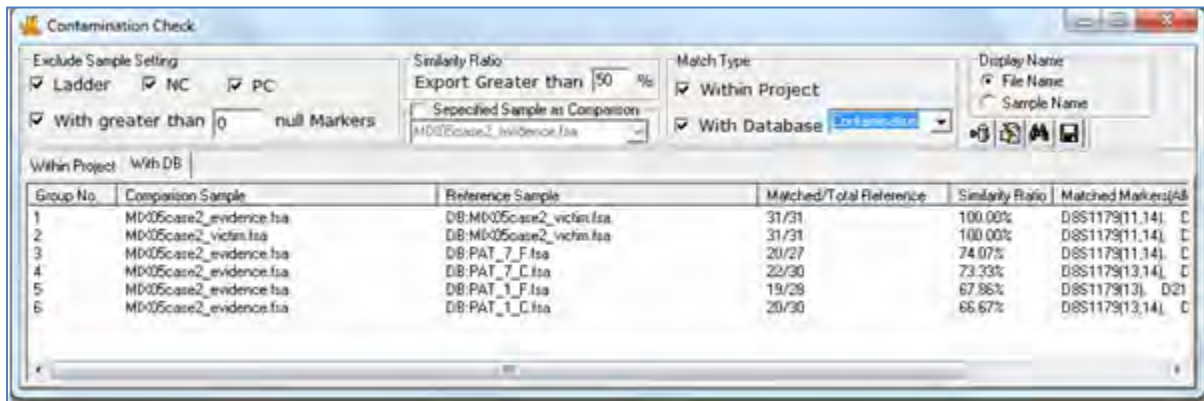 Contamination Check
Exclude Sample Setting
Ladder NC PC
With greater than 0 null Markers
Similarity Ratio
Export Greater than 50 %
Sepecified Sample as Comparison
MIX05case2_evidence.fsa
Match Type
Within Project
With Database Contamination
Display Name
File Name
Sample Name
Within Project With DB
Group No. Comparison Sample Reference Sample Matched/Total Reference Similarity Ratio Matched Markers(All
1 MIX05case2_evidence.fsa DB:MIX05case2_victim.fsa 31/31 100.00% D8S1179(11,14), D
2 MIX05case2_victim.fsa DB:MIX05case2_victim.fsa 31/31 100.00% D8S1179(11,14), D
3 MIX05case2_evidence.fsa DB:PAT_7_F.fsa 20/27 74.07% D8S1179(11,14), D
4 MIX05case2_evidence.fsa DB:PAT_7_C.fsa 22/30 73.33% D8S1179(13,14), D
5 MIX05case2_evidence.fsa DB:PAT_1_F.fsa 19/28 67.86% D8S1179(13), D21
6 MIX05case2_evidence.fsa DB:PAT_1_C.fsa 20/30 66.67% D8S1179(13,14), D